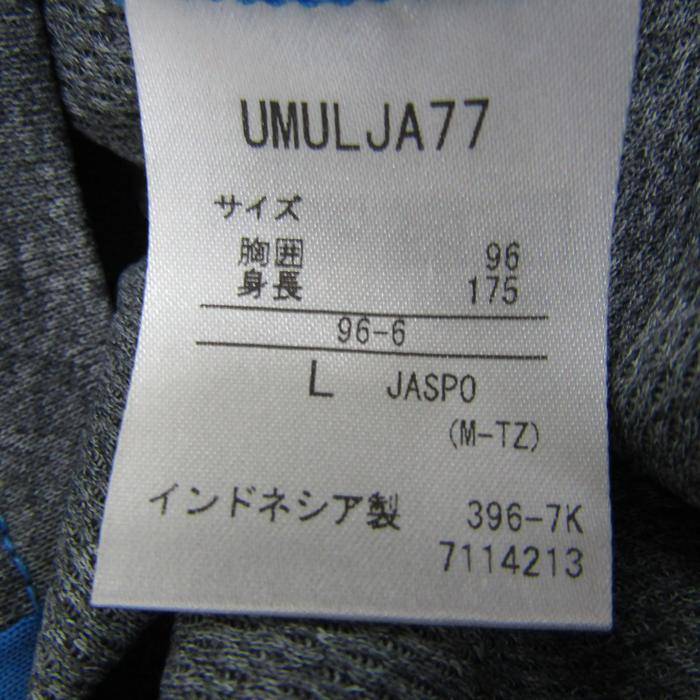 UMULJA77
サイズ
胸囲 96
身長 175
96-6
L JASPO
(M-TZ)
インドネシア製 396-7K
7114213